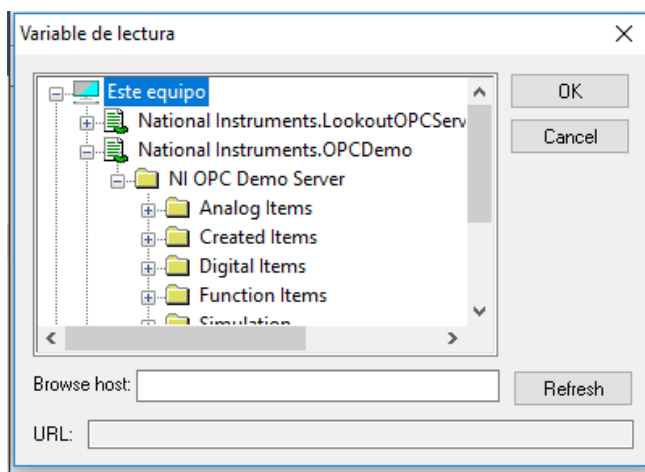 Variable de lectura
Este equipo
OK
National Instruments.LookoutOPCServ
National Instruments.OPCDemo
Cancel
NI OPC Demo Server
Analog Items
Created Items
Digital Items
Function Items
Simulation
Browse host:
Refresh
URL: